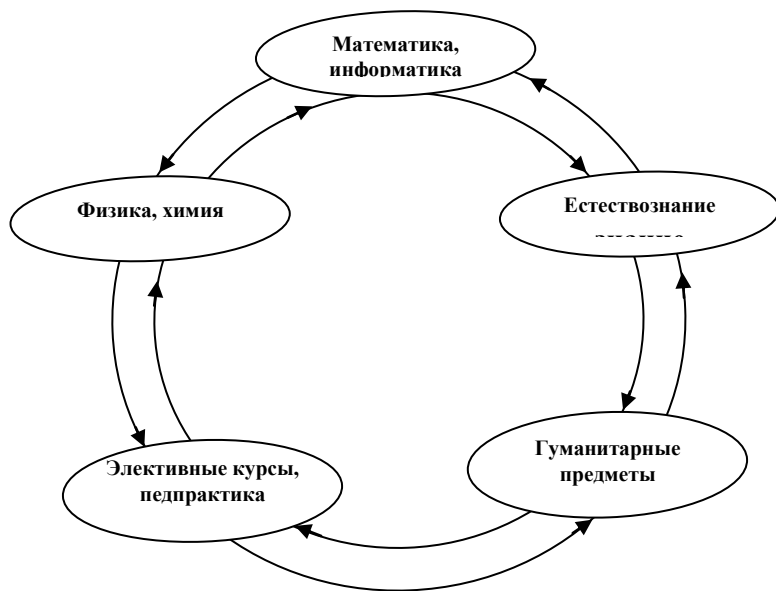 Математика,
информатика
Физика, химия
Естествознание
Элективные курсы,
педпрактика
Гуманитарные
предметы